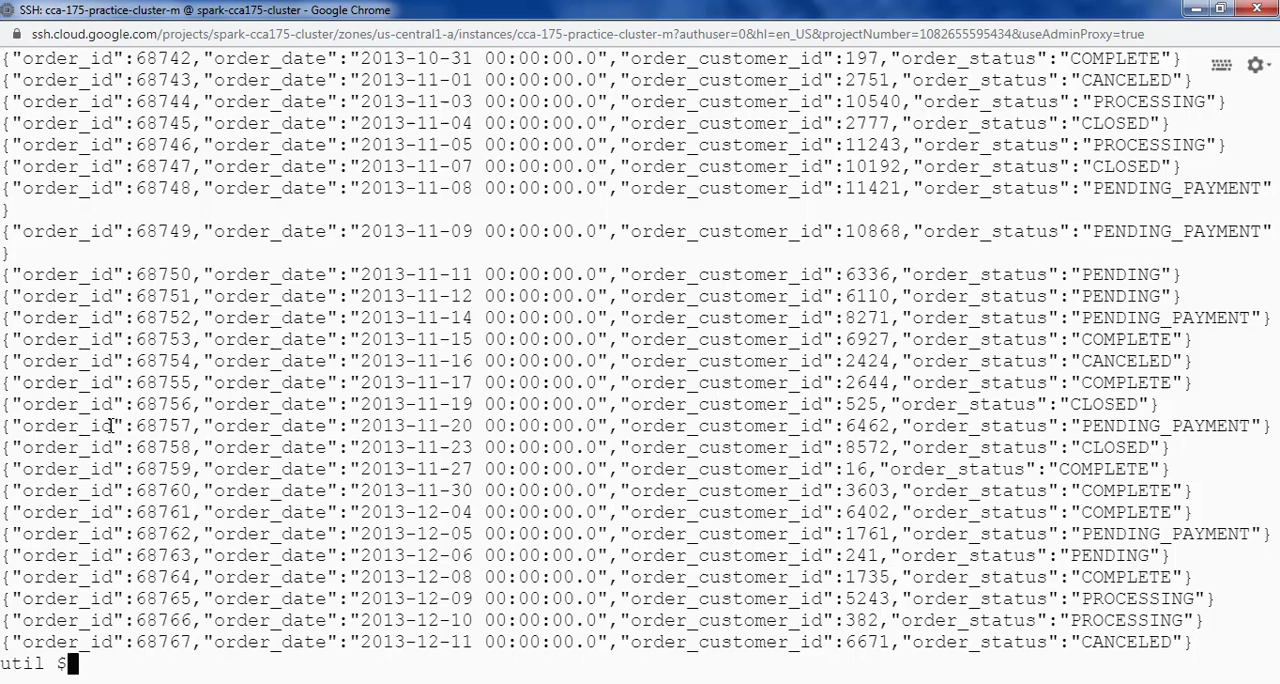 SSH: cca-175-practice-cluster-m @ spark-cca175-cluster - Google Chrome
ssh.cloud.google.com/projects/spark-cca175-cluster/zones/us-central1-a/instances/cca-175-practice-cluster-m?authuser=0&hl=en_US&projectNumber=1082655595434&useAdminProxy=true
{"order_id":68742,"order_date":"2013-10-31 00:00:00.0","order_customer_id":197,"order_status":"COMPLETE"}
{"order_id":68743,"order_date":"2013-11-01 00:00:00.0","order_customer_id":2751,"order_status":"CANCELED"}
{"order_id":68744,"order_date":"2013-11-03 00:00:00.0","order_customer_id":10540,"order_status":"PROCESSING"}
{"order_id":68745,"order_date":"2013-11-04 00:00:00.0","order_customer_id":2777,"order_status":"CLOSED"}
{"order_id":68746,"order_date":"2013-11-05 00:00:00.0","order_customer_id":11243,"order_status":"PROCESSING"}
{"order_id":68747,"order_date":"2013-11-07 00:00:00.0","order_customer_id":10192,"order_status":"CLOSED"}
{"order_id":68748,"order_date":"2013-11-08 00:00:00.0","order_customer_id":11421,"order_status":"PENDING_PAYMENT"
}
{"order_id":68749,"order_date":"2013-11-09 00:00:00.0","order_customer_id":10868,"order_status":"PENDING_PAYMENT"
}
{"order_id":68750,"order_date":"2013-11-11 00:00:00.0","order_customer_id":6336,"order_status":"PENDING"}
{"order_id":68751,"order_date":"2013-11-12 00:00:00.0","order_customer_id":6110,"order_status":"PENDING"}
{"order_id":68752,"order_date":"2013-11-14 00:00:00.0","order_customer_id":8271,"order_status":"PENDING_PAYMENT"}
{"order_id":68753,"order_date":"2013-11-15 00:00:00.0","order_customer_id":6927,"order_status":"COMPLETE"}
{"order_id":68754,"order_date":"2013-11-16 00:00:00.0","order_customer_id":2424,"order_status":"CANCELED"}
{"order_id":68755,"order_date":"2013-11-17 00:00:00.0","order_customer_id":2644,"order_status":"COMPLETE"}
{"order_id":68756,"order_date":"2013-11-19 00:00:00.0","order_customer_id":525,"order_status":"CLOSED"}
{"order_id":68757,"order_date":"2013-11-20 00:00:00.0","order_customer_id":6462,"order_status":"PENDING_PAYMENT"}
{"order_id":68758,"order_date":"2013-11-23 00:00:00.0","order_customer_id":8572,"order_status":"CLOSED"}
{"order_id":68759,"order_date":"2013-11-27 00:00:00.0","order_customer_id":16,"order_status":"COMPLETE"}
{"order_id":68760,"order_date":"2013-11-30 00:00:00.0","order_customer_id":3603,"order_status":"COMPLETE"}
{"order_id":68761,"order_date":"2013-12-04 00:00:00.0","order_customer_id":6402,"order_status":"COMPLETE"}
{"order_id":68762,"order_date":"2013-12-05 00:00:00.0","order_customer_id":1761,"order_status":"PENDING_PAYMENT"}
{"order_id":68763,"order_date":"2013-12-06 00:00:00.0","order_customer_id":241,"order_status":"PENDING"}
{"order_id":68764,"order_date":"2013-12-08 00:00:00.0","order_customer_id":1735,"order_status":"COMPLETE"}
{"order_id":68765,"order_date":"2013-12-09 00:00:00.0","order_customer_id":5243,"order_status":"PROCESSING"}
{"order_id":68766,"order_date":"2013-12-10 00:00:00.0","order_customer_id":382,"order_status":"PROCESSING"}
{"order_id":68767,"order_date":"2013-12-11 00:00:00.0","order_customer_id":6671,"order_status":"CANCELED"}
util $